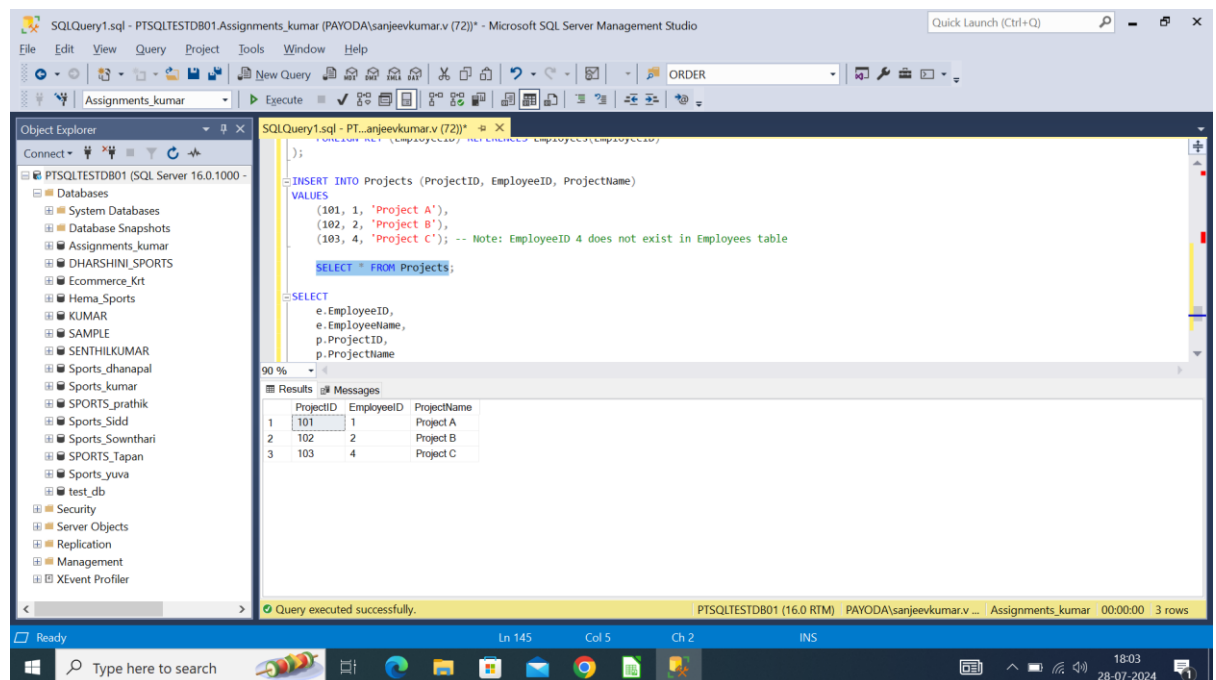 SQLQuery1.sql - PTSQLTESTDB01.Assignments_kumar (PAYODA\sanjeevkumar.v (72))* - Microsoft SQL Server Management Studio
Quick Launch (Ctrl+Q)
File Edit View Query Project Tools Window Help
New Query ORDER
Assignments_kumar Execute
Object Explorer
Connect
PTSQLTESTDB01 (SQL Server 16.0.1000 -
Databases
System Databases
Database Snapshots
Assignments_kumar
DHARSHINI_SPORTS
Ecommerce_Krt
Hema_Sports
KUMAR
SAMPLE
SENTHILKUMAR
Sports_dhanapal
Sports_kumar
SPORTS_prathik
Sports_Sidd
Sports_Sownthari
SPORTS_Tapan
Sports_yuva
test_db
Security
Server Objects
Replication
Management
XEvent Profiler
SQLQuery1.sql - PT...anjeevkumar.v (72))*
FOREIGN KEY (EmployeeID) REFERENCES Employees(EmployeeID)
);
INSERT INTO Projects (ProjectID, EmployeeID, ProjectName)
VALUES
(101, 1, 'Project A'),
(102, 2, 'Project B'),
(103, 4, 'Project C'); -- Note: EmployeeID 4 does not exist in Employees table
SELECT * FROM Projects;
SELECT
e.EmployeeID,
e.EmployeeName,
p.ProjectID,
p.ProjectName
90 %
Results Messages
ProjectID EmployeeID ProjectName
1 101 1 Project A
2 102 2 Project B
3 103 4 Project C
Query executed successfully. PTSQLTESTDB01 (16.0 RTM) PAYODA\sanjeevkumar.v ... Assignments_kumar 00:00:00 3 rows
Ready Ln 145 Col 5 Ch 2 INS
Type here to search
18:03
28-07-2024